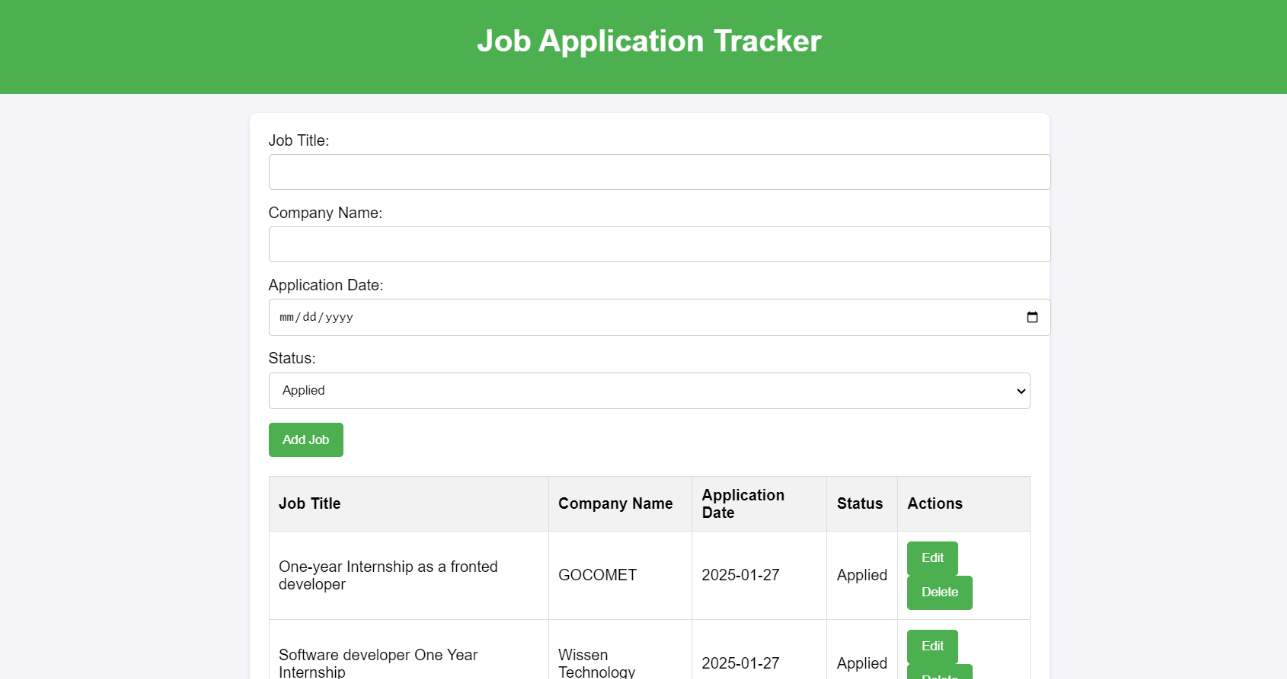 Job Application Tracker
Job Title:
Company Name:
Application Date:
mm/dd/yyyy
Status:
Applied
Add Job
Job Title
Company Name
Application
Date
Status
Actions
One-year Internship as a fronted
developer
GOCOMET
2025-01-27
Applied
Edit
Delete
Software developer One Year
Internship
Wissen
Technology
2025-01-27
Applied
Edit
Delete